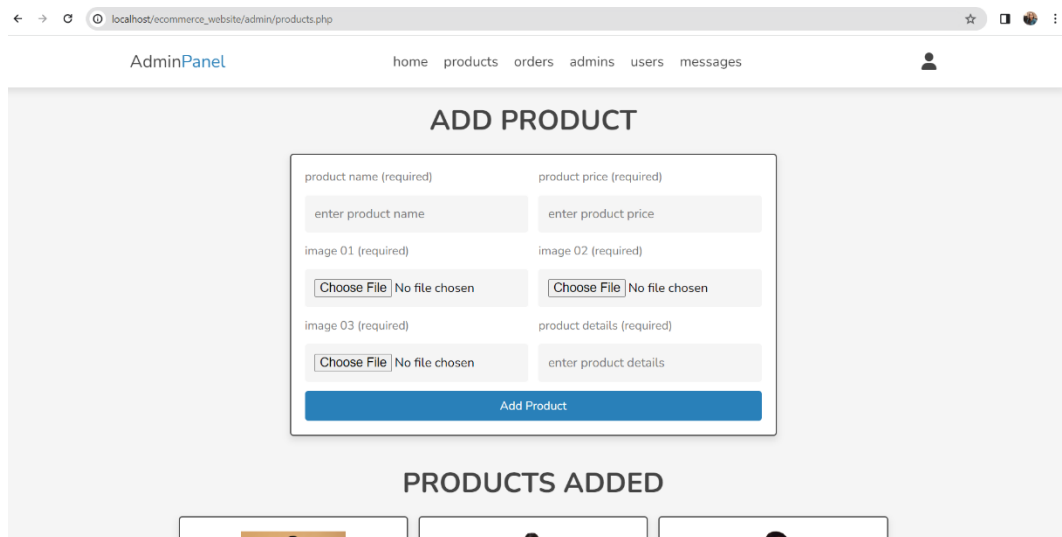 localhost/ecommerce_website/admin/products.php
AdminPanel home products orders admins users messages
ADD PRODUCT
product name (required) product price (required)
enter product name enter product price
image 01 (required) image 02 (required)
Choose File No file chosen Choose File No file chosen
image 03 (required) product details (required)
Choose File No file chosen enter product details
Add Product
PRODUCTS ADDED